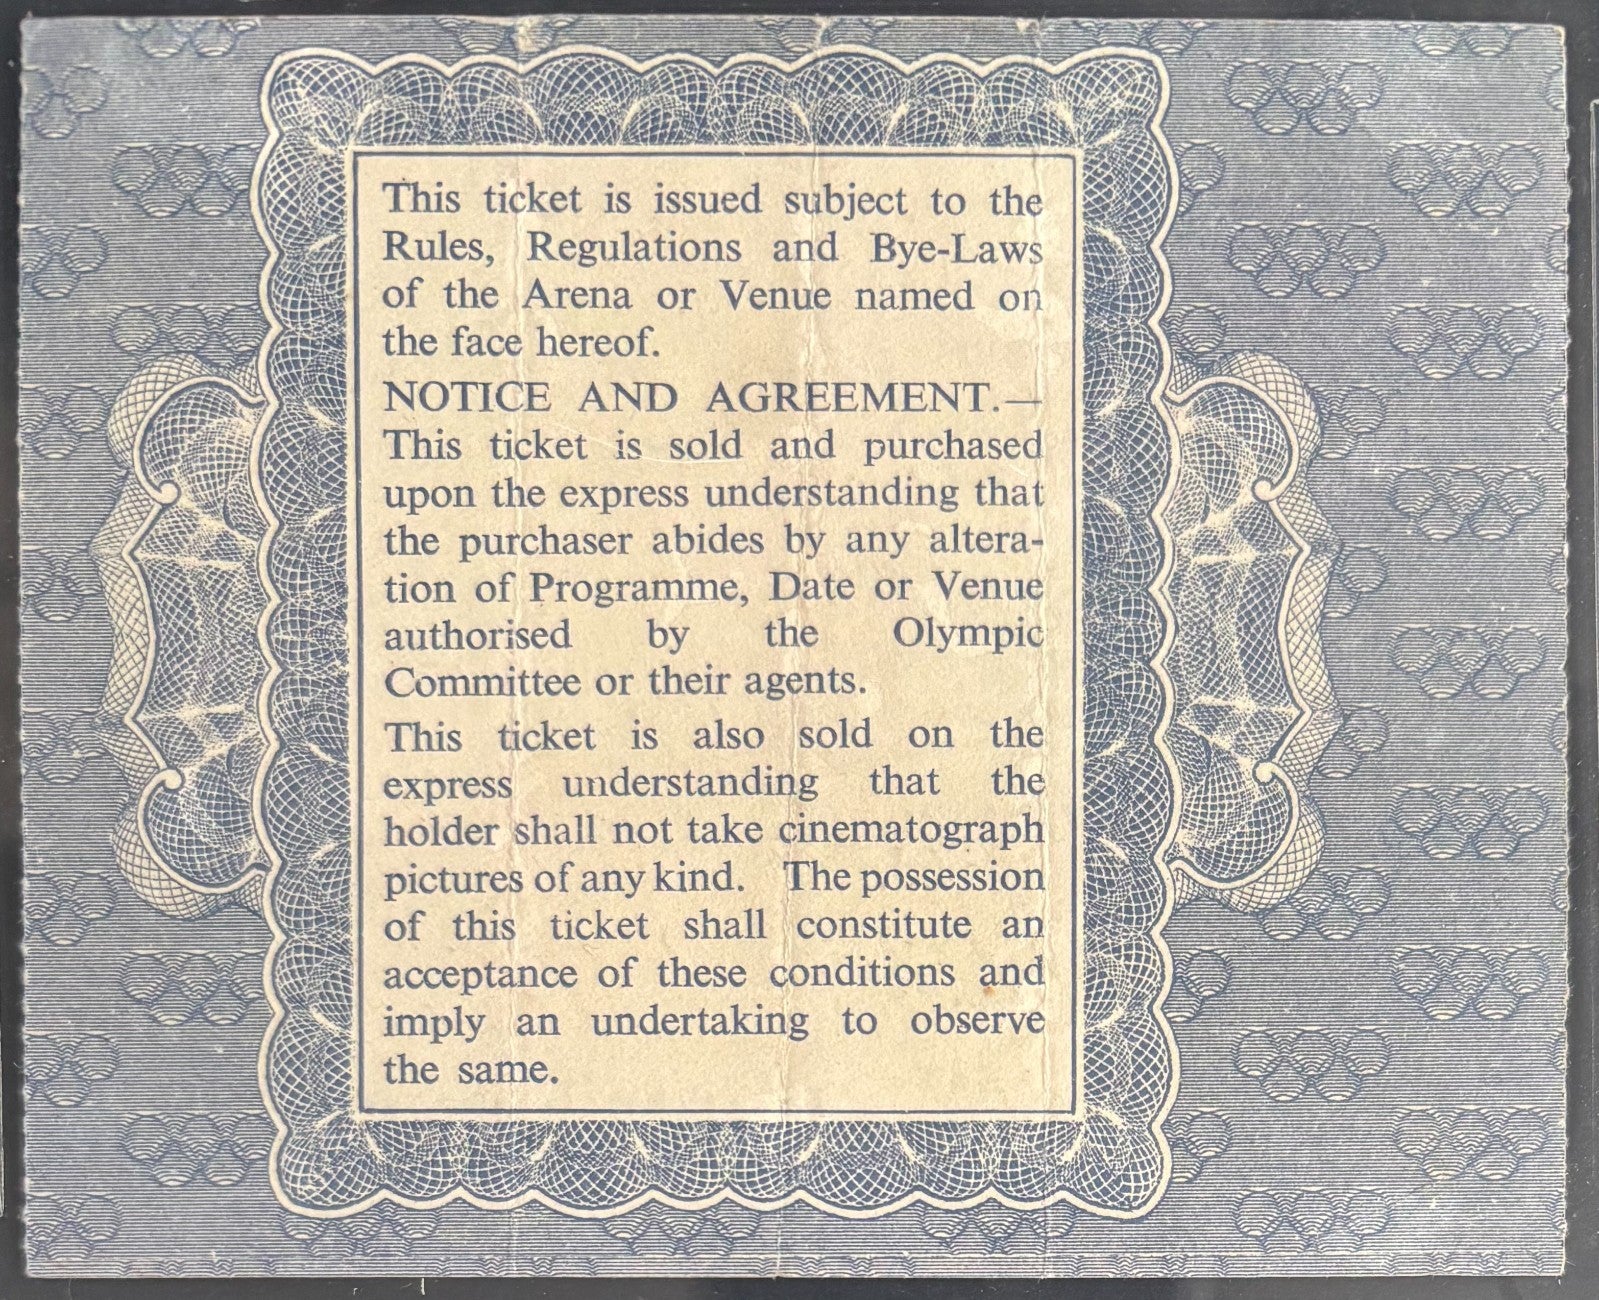 This ticket is issued subject to the
Rules, Regulations and Bye-Laws
of the Arena or Venue named on
the face hereof.
NOTICE AND AGREEMENT.—
This ticket is sold and purchased
upon the express understanding that
the purchaser abides by any altera-
tion of Programme, Date or Venue
authorised by the Olympic
Committee or their agents.
This ticket is also sold on the
express understanding that the
holder shall not take cinematograph
pictures of any kind. The possession
of this ticket shall constitute an
acceptance of these conditions and
imply an undertaking to observe
the same.